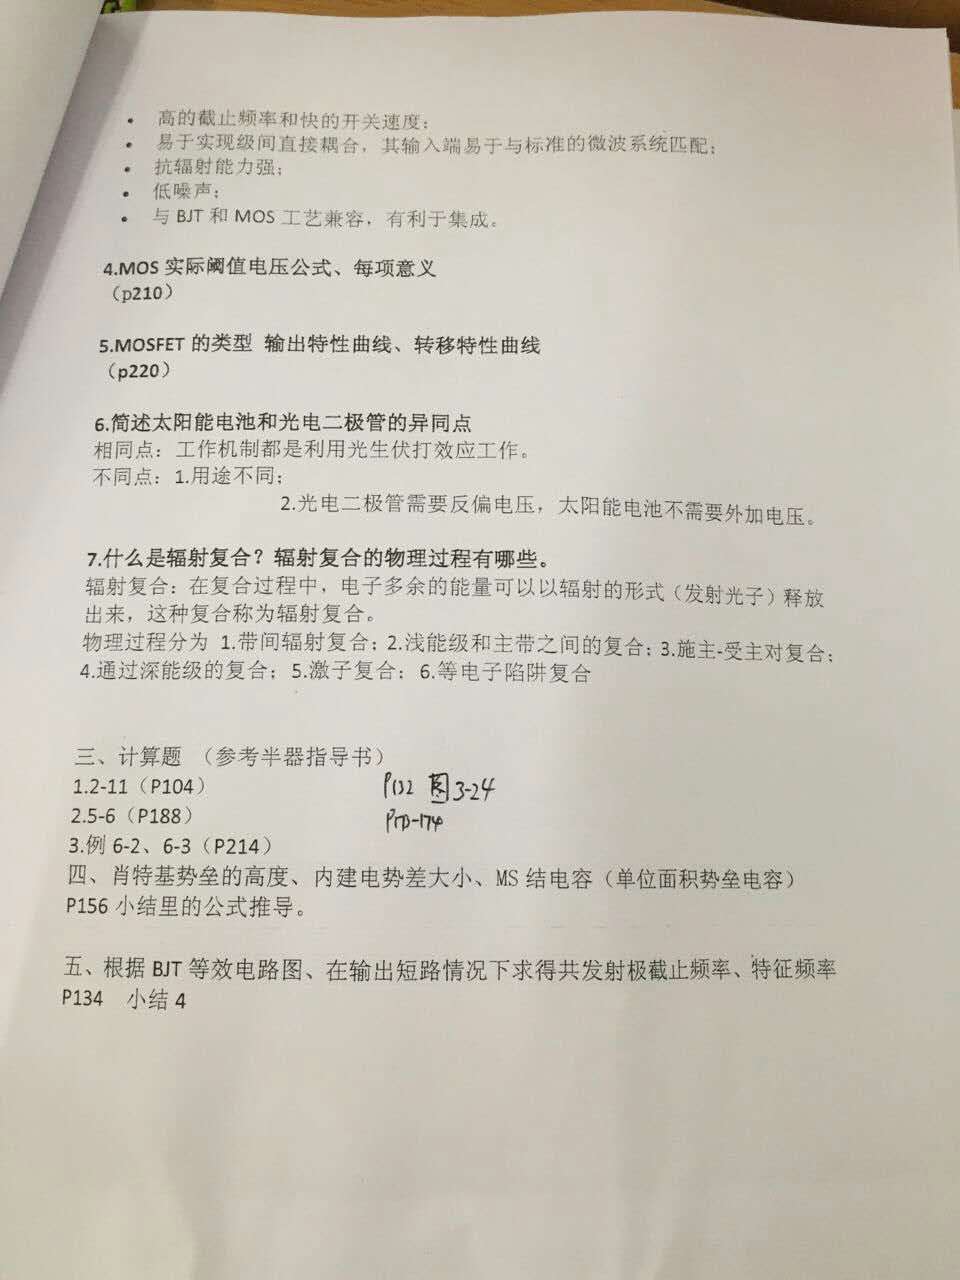 • 高的截止频率和快的开关速度;
• 易于实现级间直接耦合，其输入端易于与标准的微波系统匹配;
• 抗辐射能力强;
• 低噪声;
• 与 BJT 和 MOS 工艺兼容，有利于集成。
4.MOS 实际阈值电压公式、每项意义
（p210）
5.MOSFET 的类型 输出特性曲线、转移特性曲线
（p220）
6.简述太阳能电池和光电二极管的异同点
相同点：工作机制都是利用光生伏打效应工作。
不同点：1.用途不同;
2.光电二极管需要反偏电压，太阳能电池不需要外加电压。
7.什么是辐射复合？辐射复合的物理过程有哪些。
辐射复合：在复合过程中，电子多余的能量可以以辐射的形式（发射光子）释放
出来，这种复合称为辐射复合。
物理过程分为 1.带间辐射复合; 2.浅能级和主带之间的复合; 3.施主-受主对复合;
4.通过深能级的复合; 5.激子复合; 6.等电子陷阱复合
三、计算题 （参考半器指导书）
1.2-11（P104） P132 图 3-24
2.5-6（P188） P173-174
3.例 6-2、6-3（P214）
四、肖特基势垒的高度、内建电势差大小、MS 结电容（单位面积势垒电容）
P156 小结里的公式推导。
五、根据 BJT 等效电路图、在输出短路情况下求得共发射极截止频率、特征频率
P134 小结 4